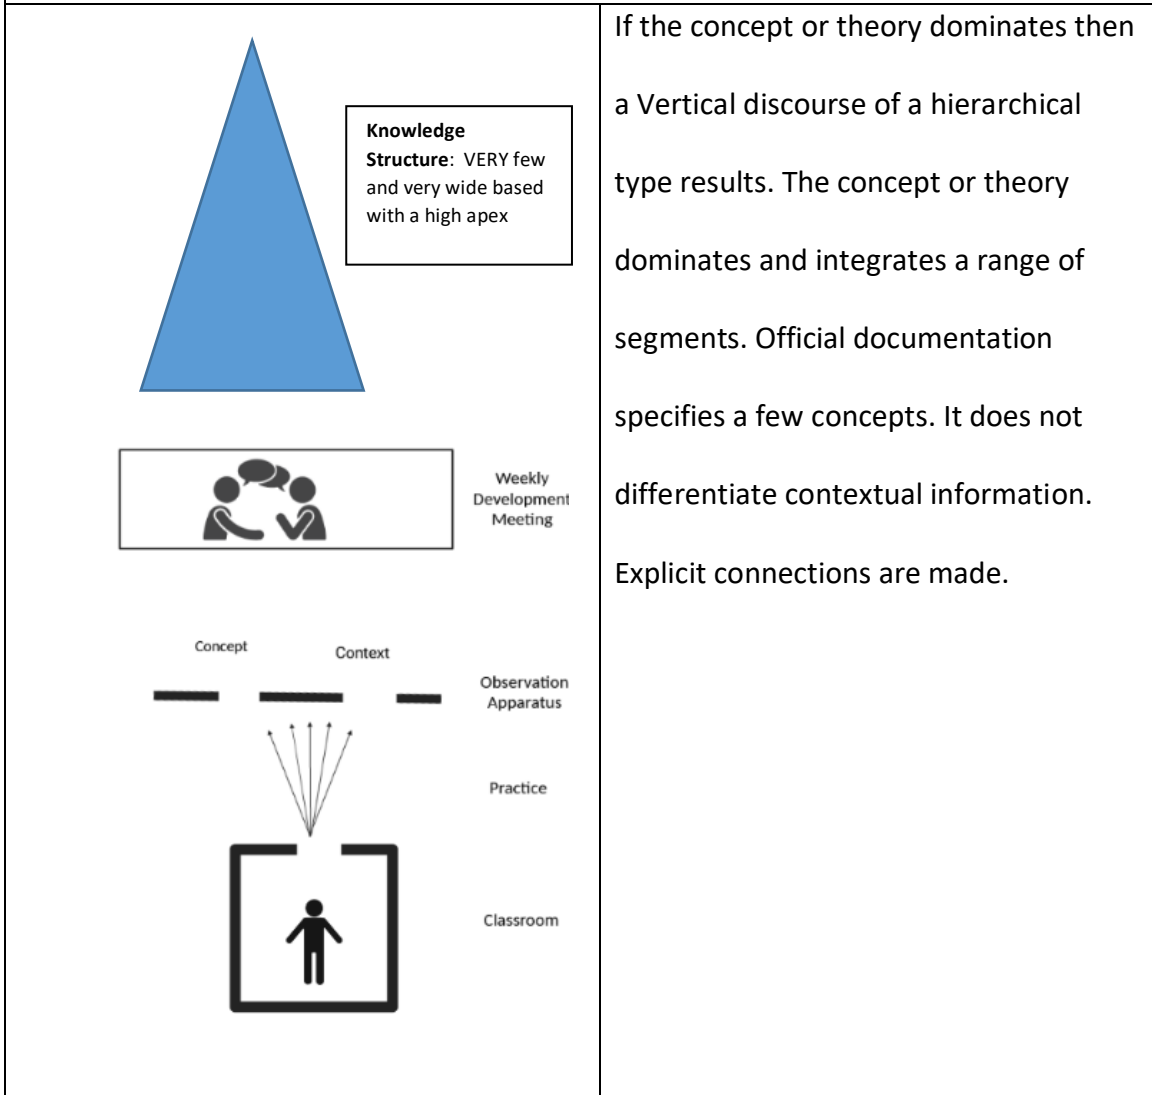 Knowledge
Structure:  VERY few
and very wide based
with a high apex
Weekly
Development
Meeting
Concept
Context
Observation
Apparatus
Practice
Classroom
If the concept or theory dominates then
a Vertical discourse of a hierarchical
type results. The concept or theory
dominates and integrates a range of
segments. Official documentation
specifies a few concepts. It does not
differentiate contextual information.
Explicit connections are made.